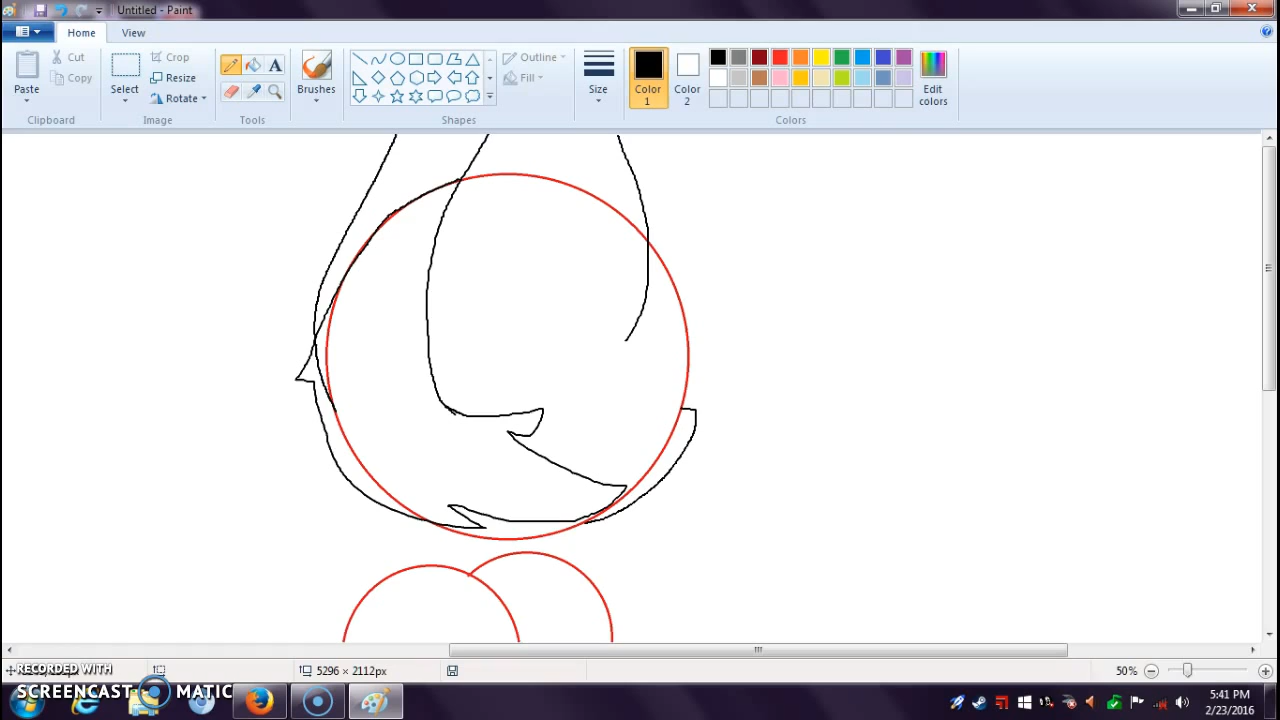 Untitled - Paint
Home View
Paste
Cut
Copy
Clipboard
Select
Crop
Resize
Rotate
Image
A
Tools
Brushes
Outline
Fill
Shapes
Size
Color 1
Color 2
Edit colors
Colors
5296 × 2112px
50%
RECORDED WITH
SCREENCAST MATIC
5:41 PM
2/23/2016